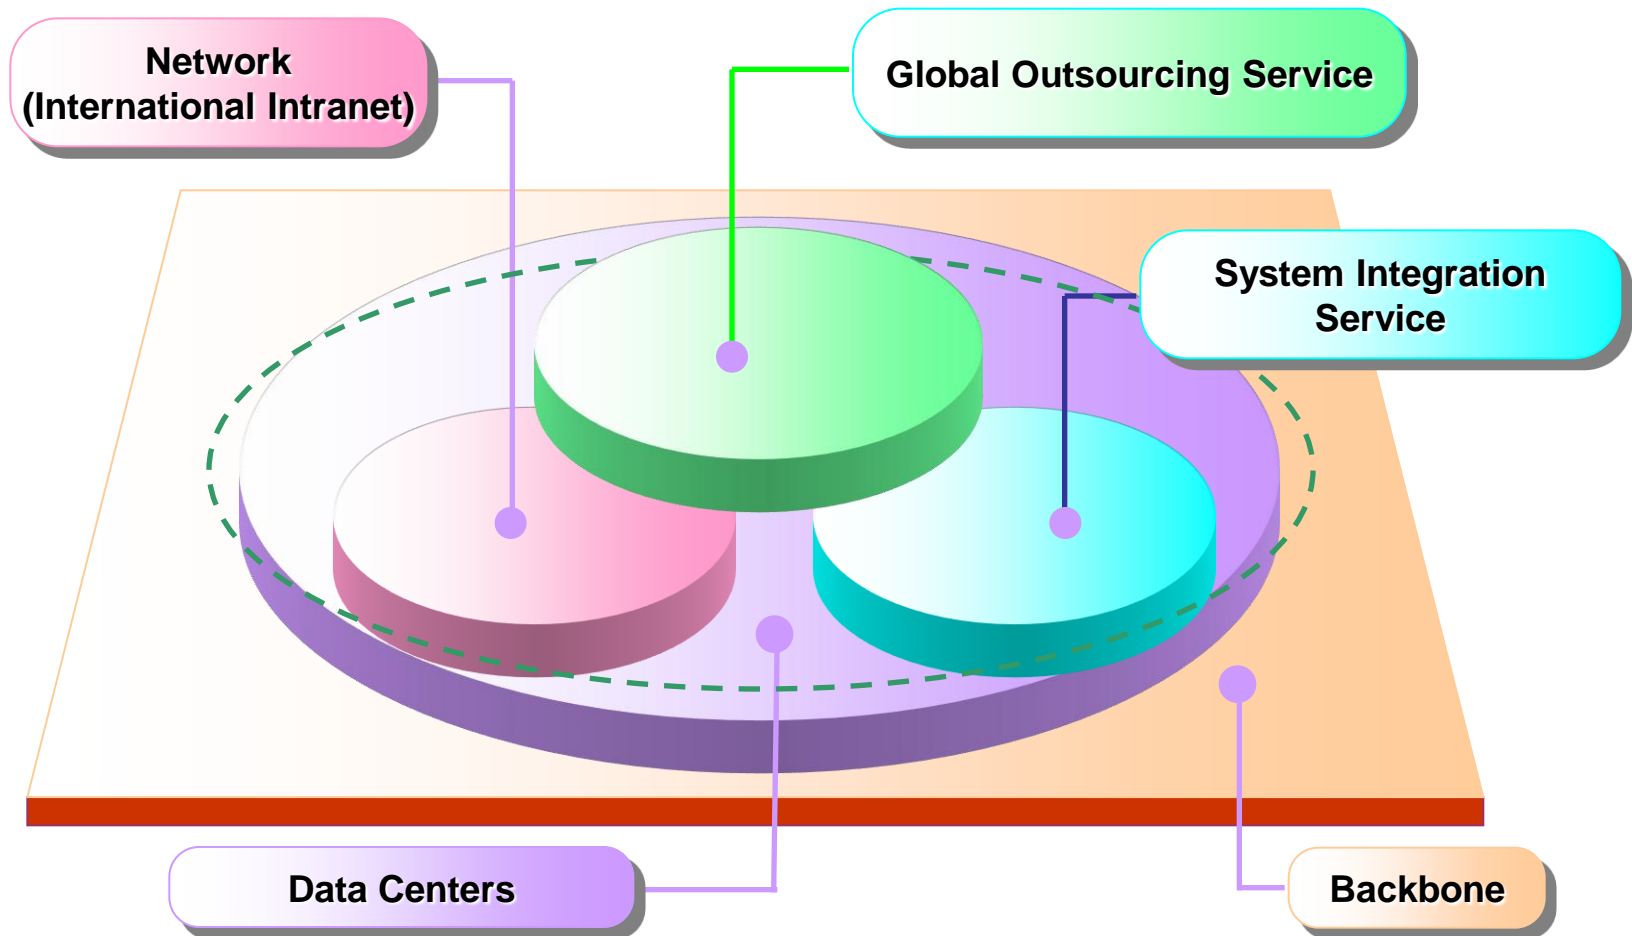 Network
(International Intranet)
Global Outsourcing Service
System Integration
Service
Data Centers
Backbone